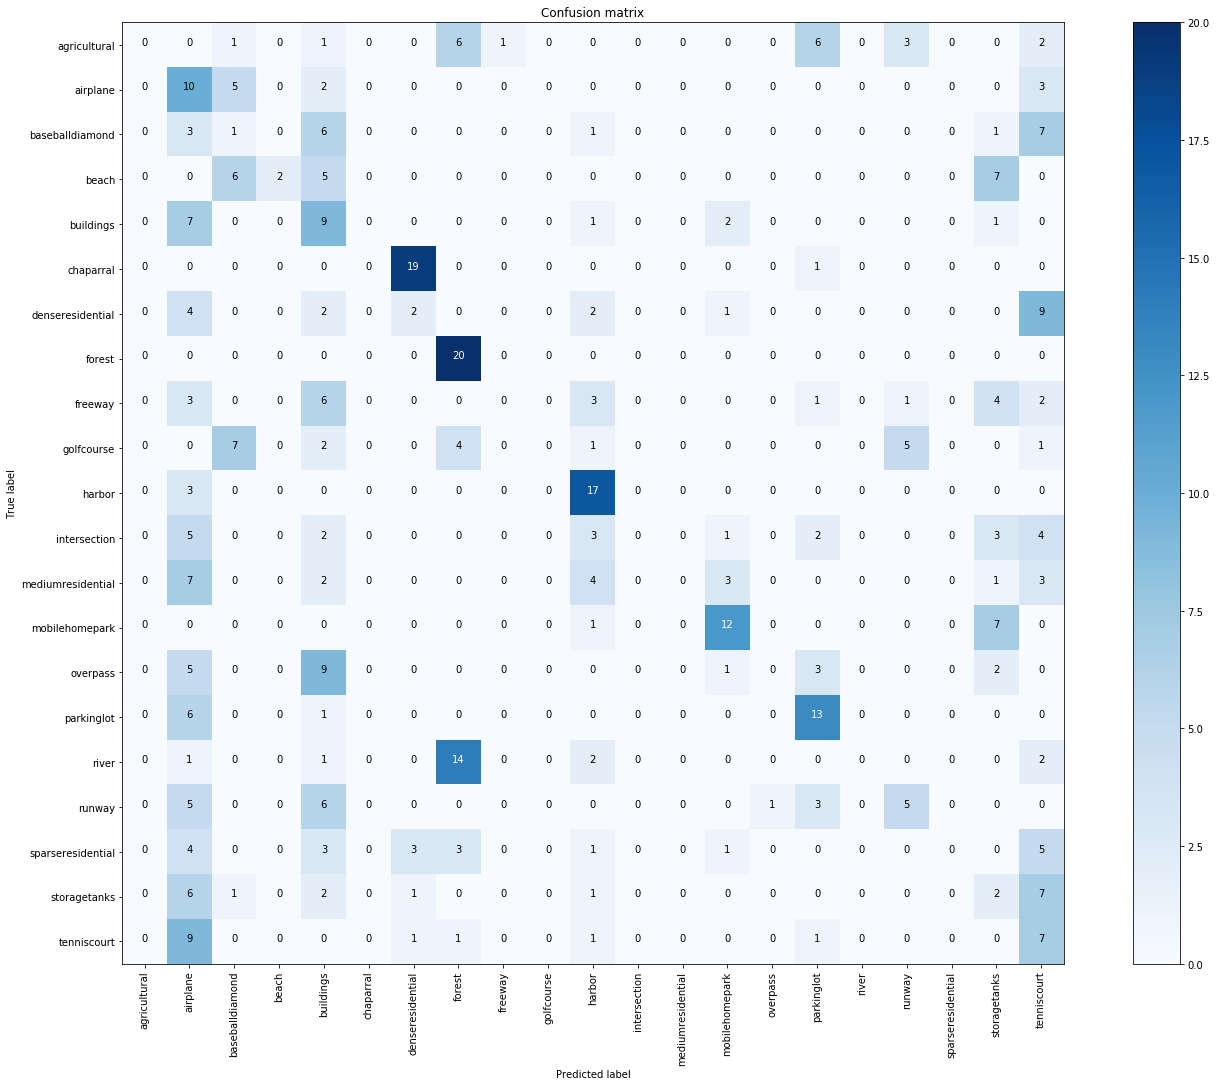 Confusion matrix
agricultural 0 0 1 0 1 0 0 6 1 0 0 0 0 0 0 6 0 3 0 0 2
airplane 0 10 5 0 2 0 0 0 0 0 0 0 0 0 0 0 0 0 0 0 3
baseballdiamond 0 3 1 0 6 0 0 0 0 0 1 0 0 0 0 0 0 0 0 1 7
beach 0 0 6 2 5 0 0 0 0 0 0 0 0 0 0 0 0 0 0 7 0
buildings 0 7 0 0 9 0 0 0 0 0 1 0 0 2 0 0 0 0 0 1 0
chaparral 0 0 0 0 0 0 19 0 0 0 0 0 0 0 0 1 0 0 0 0 0
denseresidential 0 4 0 0 2 0 2 0 0 0 2 0 0 1 0 0 0 0 0 0 9
forest 0 0 0 0 0 0 0 20 0 0 0 0 0 0 0 0 0 0 0 0 0
freeway 0 3 0 0 6 0 0 0 0 0 3 0 0 0 0 1 0 1 0 4 2
golfcourse 0 0 7 0 2 0 0 4 0 0 1 0 0 0 0 0 0 5 0 0 1
harbor 0 3 0 0 0 0 0 0 0 0 17 0 0 0 0 0 0 0 0 0 0
intersection 0 5 0 0 2 0 0 0 0 0 3 0 0 1 0 2 0 0 0 3 4
mediumresidential 0 7 0 0 2 0 0 0 0 0 4 0 0 3 0 0 0 0 0 1 3
mobilehomepark 0 0 0 0 0 0 0 0 0 0 1 0 0 12 0 0 0 0 0 7 0
overpass 0 5 0 0 9 0 0 0 0 0 0 0 0 1 0 3 0 0 0 2 0
parkinglot 0 6 0 0 1 0 0 0 0 0 0 0 0 0 0 13 0 0 0 0 0
river 0 1 0 0 1 0 0 14 0 0 2 0 0 0 0 0 0 0 0 0 2
runway 0 5 0 0 6 0 0 0 0 0 0 0 0 0 1 3 0 5 0 0 0
sparseresidential 0 4 0 0 3 0 3 3 0 0 1 0 0 1 0 0 0 0 0 0 5
storagetanks 0 6 1 0 2 0 1 0 0 0 1 0 0 0 0 0 0 0 0 2 7
tenniscourt 0 9 0 0 0 0 1 1 0 0 1 0 0 0 0 1 0 0 0 0 7
True label
agricultural
airplane
baseballdiamond
beach
buildings
chaparral
denseresidential
forest
freeway
golfcourse
harbor
intersection
mediumresidential
mobilehomepark
overpass
parkinglot
river
runway
sparseresidential
storagetanks
tenniscourt
Predicted label
20.0
17.5
15.0
12.5
10.0
7.5
5.0
2.5
0.0